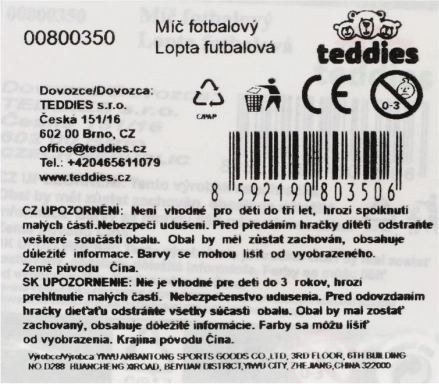 00800350
Míč fotbalový
Lopta futbalová
teddies
Dovozce/Dovozca:
TEDDIES s.r.o.
Česká 151/16
602 00 Brno, CZ
office@teddies.cz
Tel.: +420465611079
www.teddies.cz
C/PAP
0-3
8 592190 803506
CZ UPOZORNĚNI: Není vhodné pro děti do tří let, hrozí spolknutí
malých části.Nebezpečí udušení. Před předáním hračky dítěti odstraňte
veškeré součásti obalu. Obal by měl zůstat zachován, obsahuje
důležité informace. Barvy se mohou lišit od vyobrazeného.
Země původu Čína.
SK UPOZORNENIE: Nie je vhodné pre deti do 3 rokov, hrozí
prehltnutie malých častí. Nebezpečenstvo udusenia. Pred odovzdaním
hračky dieťaťu odstráňte všetky súčasti obalu. Obal by mal zostať
zachovaný, obsahuje dôležité informácie. Farby sa môžu líšiť
od vyobrazenia. Krajina pôvodu Čína.
Výrobce/Výrobca YIWU ANBANTONG SPORTS GOODS CO.,LTD, 3RD FLOOR, 6TH BUILDING
NO D288 HUANCHENG XIROAD, BEIYUAN DISTRICT,YIWU CITY, ZHEJIANG,CHINA 322000